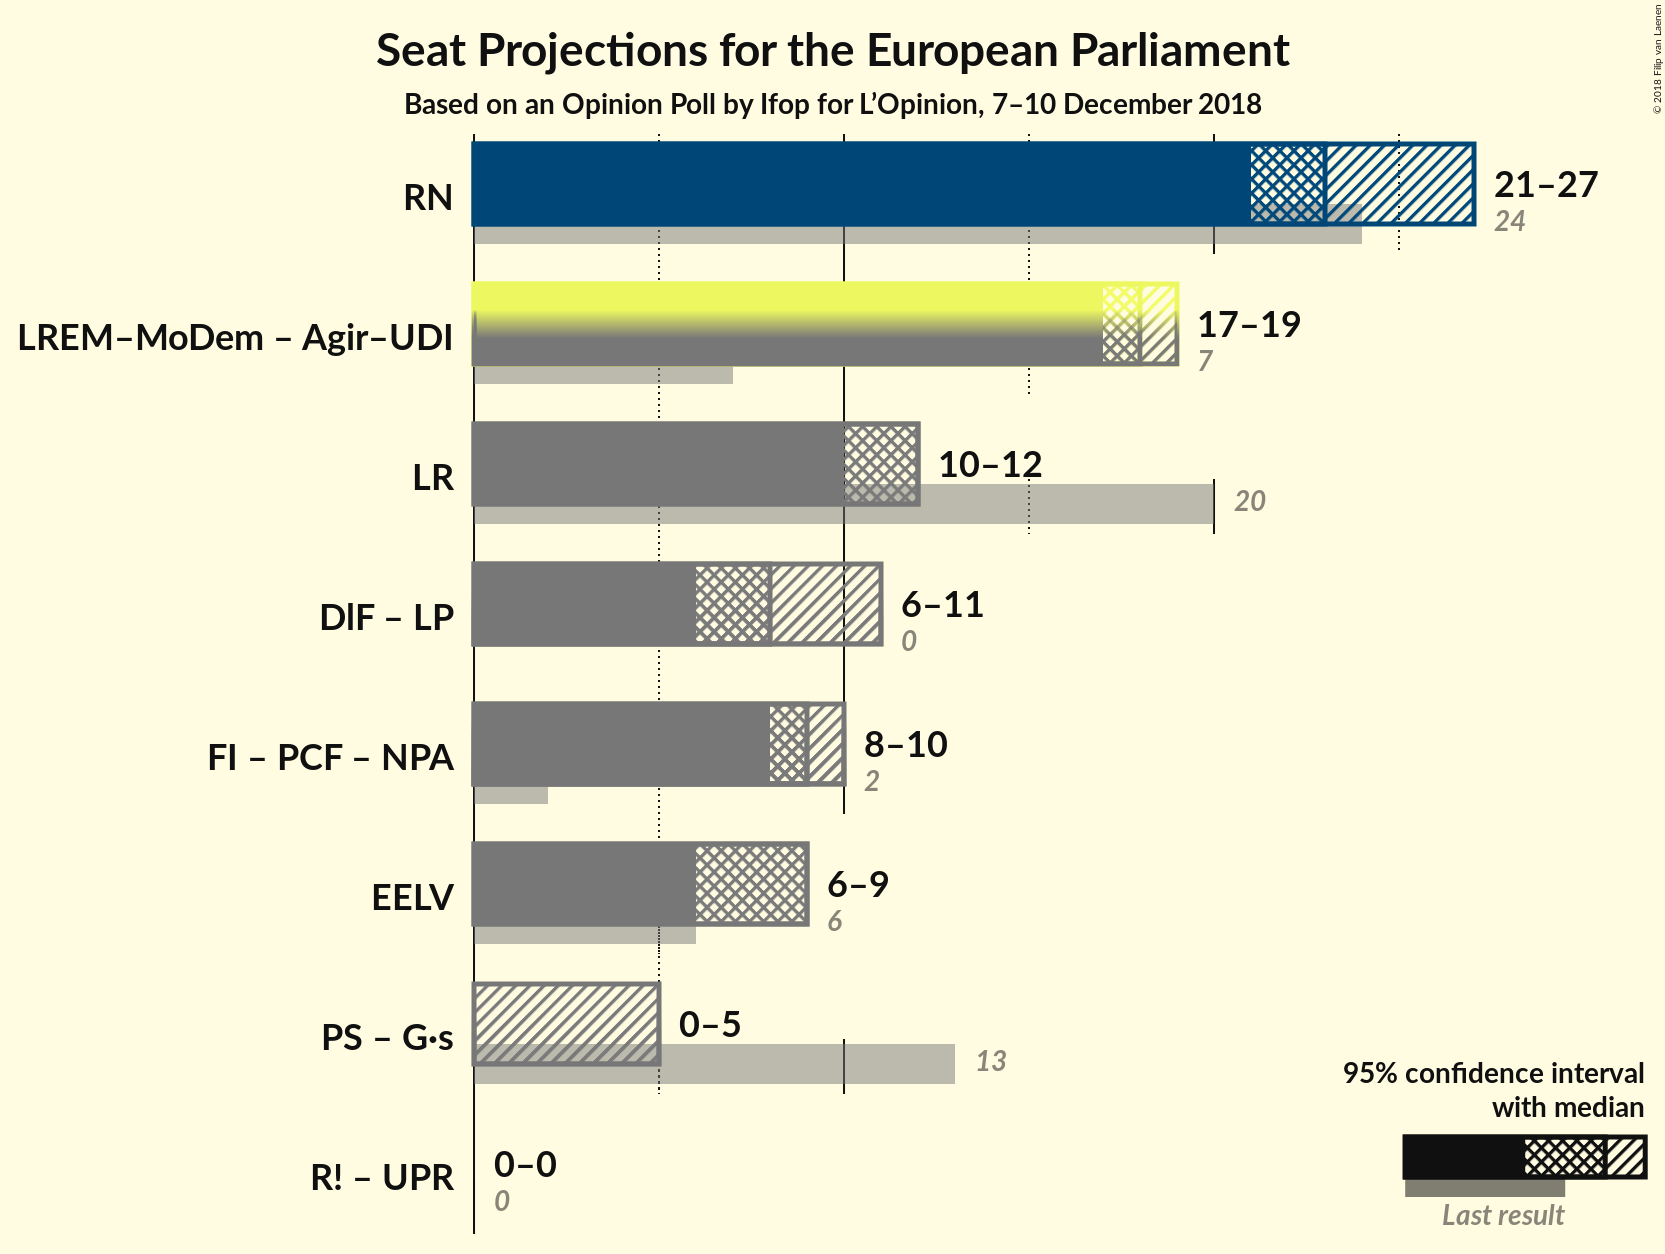 Seat Projections for the European Parliament
Based on an Opinion Poll by Ifop for L’Opinion, 7–10 December 2018
© 2018 Filip van Laenen
RN
21–27
24
LREM–MoDem – Agir–UDI
17–19
7
LR
10–12
20
DlF – LP
6–11
0
FI – PCF – NPA
8–10
2
EELV
6–9
6
PS – G·s
0–5
13
R! – UPR
0–0
0
95% confidence interval
with median
Last result